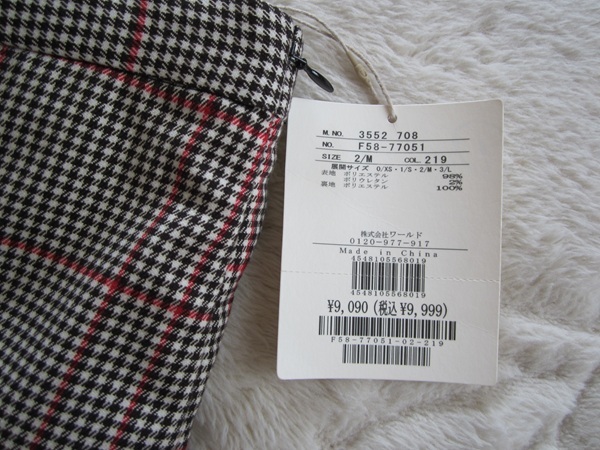 M.NO. 3552 708
NO. F58-77051
SIZE 2/M COL.219
展開サイズ 0/XS・1/S・2/M・3/L
表地 ポリエステル 98%
ポリウレタン 2%
裏地 ポリエステル 100%
株式会社ワールド
0120-977-917
Made in China
4548105568019
4548105568019
¥9,090(税込¥9,999)
F58-77051-02-219